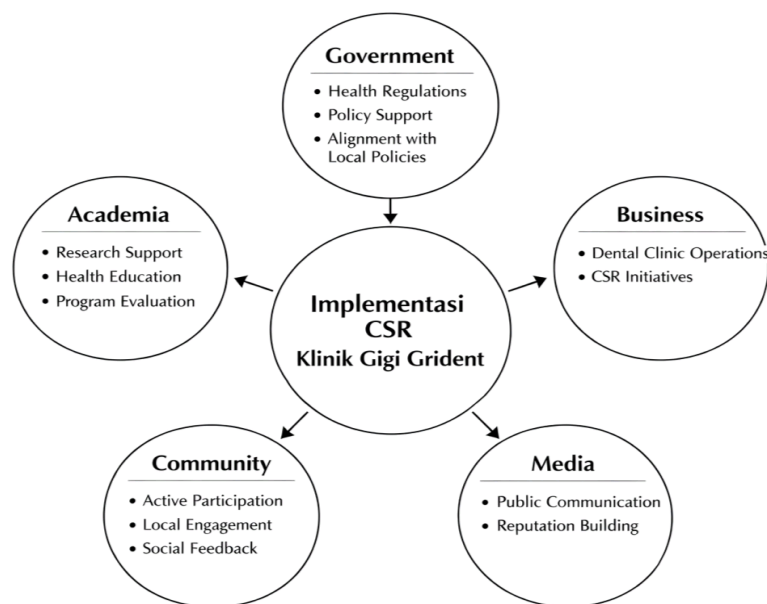 Government
• Health Regulations
• Policy Support
• Alignment with
Local Policies
Academia
• Research Support
• Health Education
• Program Evaluation
Business
• Dental Clinic Operations
• CSR Initiatives
Implementasi
CSR
Klinik Gigi Grident
Community
• Active Participation
• Local Engagement
• Social Feedback
Media
• Public Communication
• Reputation Building